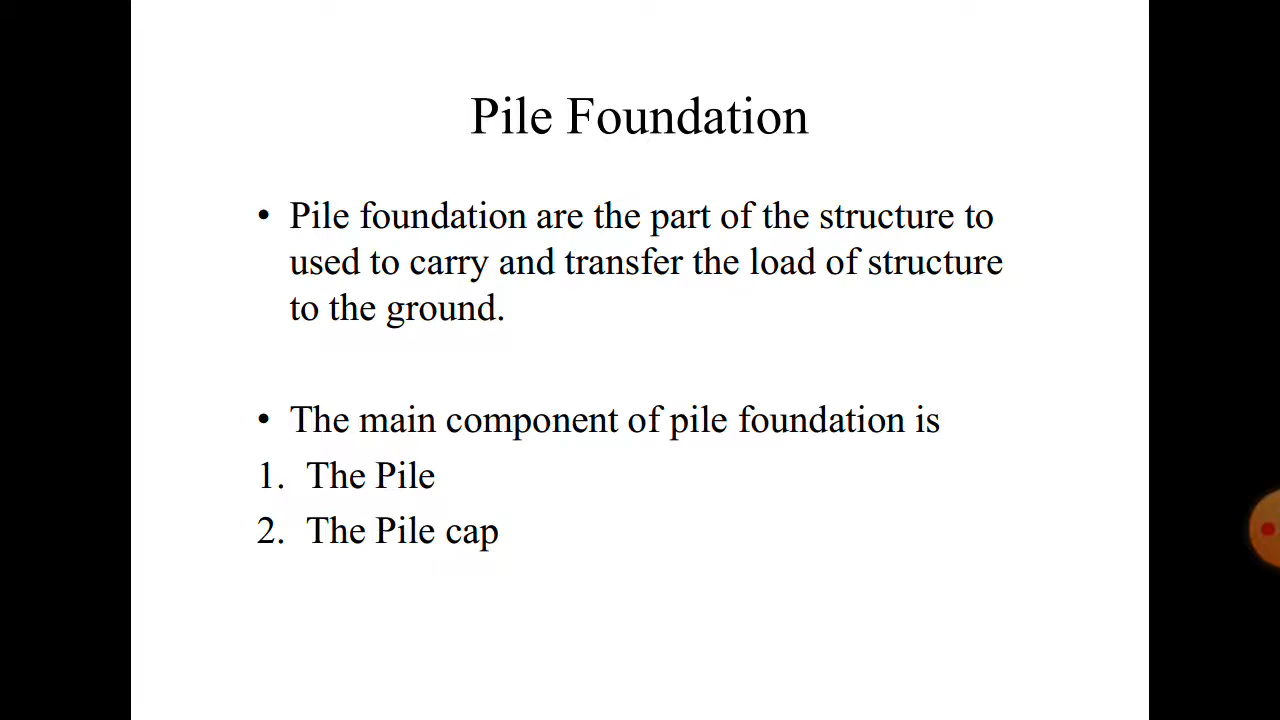 Pile Foundation
• Pile foundation are the part of the structure to
used to carry and transfer the load of structure
to the ground.
• The main component of pile foundation is
1. The Pile
2. The Pile cap